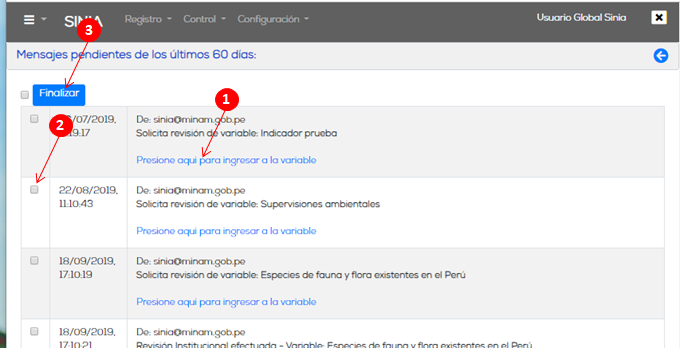 SINIA Registro Control Configuración Usuario Global Sinia
3
Mensajes pendientes de los últimos 60 días:
Finalizar
1
2
/07/2019, De: sinia@minam.gob.pe
:19:17 Solicita revisión de variable: Indicador prueba
Presione aqui para ingresar a la variable
22/08/2019, De: sinia@minam.gob.pe
11:10:43 Solicita revisión de variable: Supervisiones ambientales
Presione aqui para ingresar a la variable
18/09/2019, De: sinia@minam.gob.pe
17:10:19 Solicita revisión de variable: Especies de fauna y flora existentes en el Perú
Presione aqui para ingresar a la variable
18/09/2019, De: sinia@minam.gob.pe
17:10:21 Revisión Institucional efectuada - Variable: Especies de fauna y flora existentes en el Perú